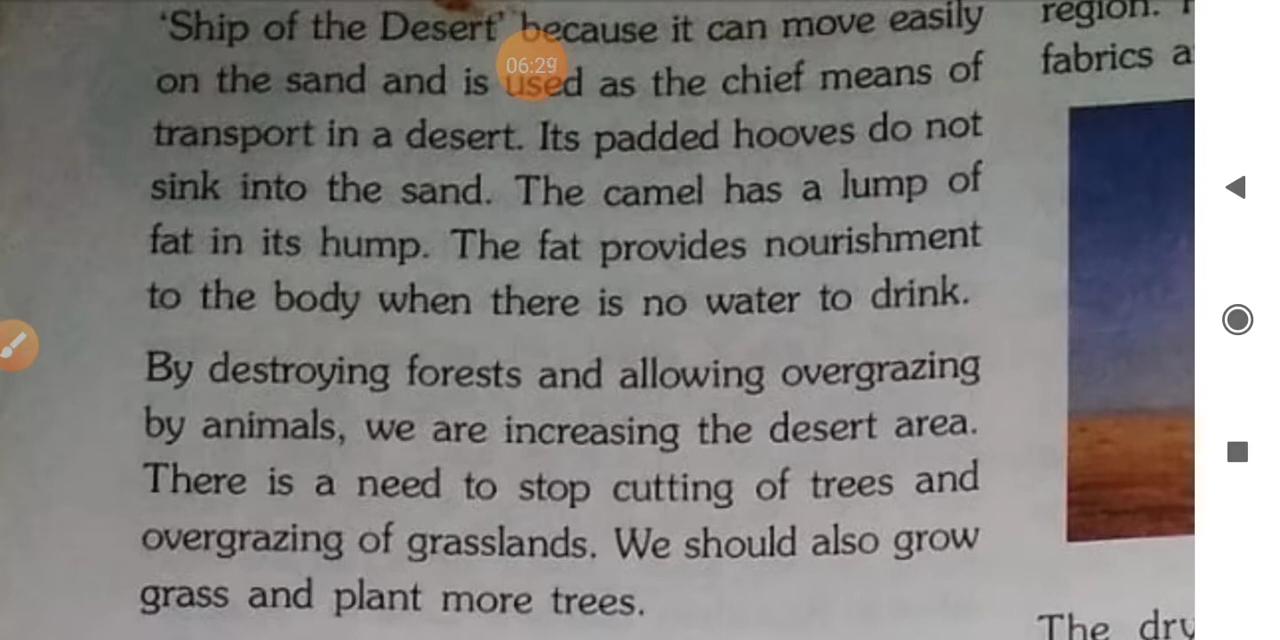 ‘Ship of the Desert’ because it can move easily
on the sand and is used as the chief means of
transport in a desert. Its padded hooves do not
sink into the sand. The camel has a lump of
fat in its hump. The fat provides nourishment
to the body when there is no water to drink.
By destroying forests and allowing overgrazing
by animals, we are increasing the desert area.
There is a need to stop cutting of trees and
overgrazing of grasslands. We should also grow
grass and plant more trees.
region.
fabrics a
The dry
06:29